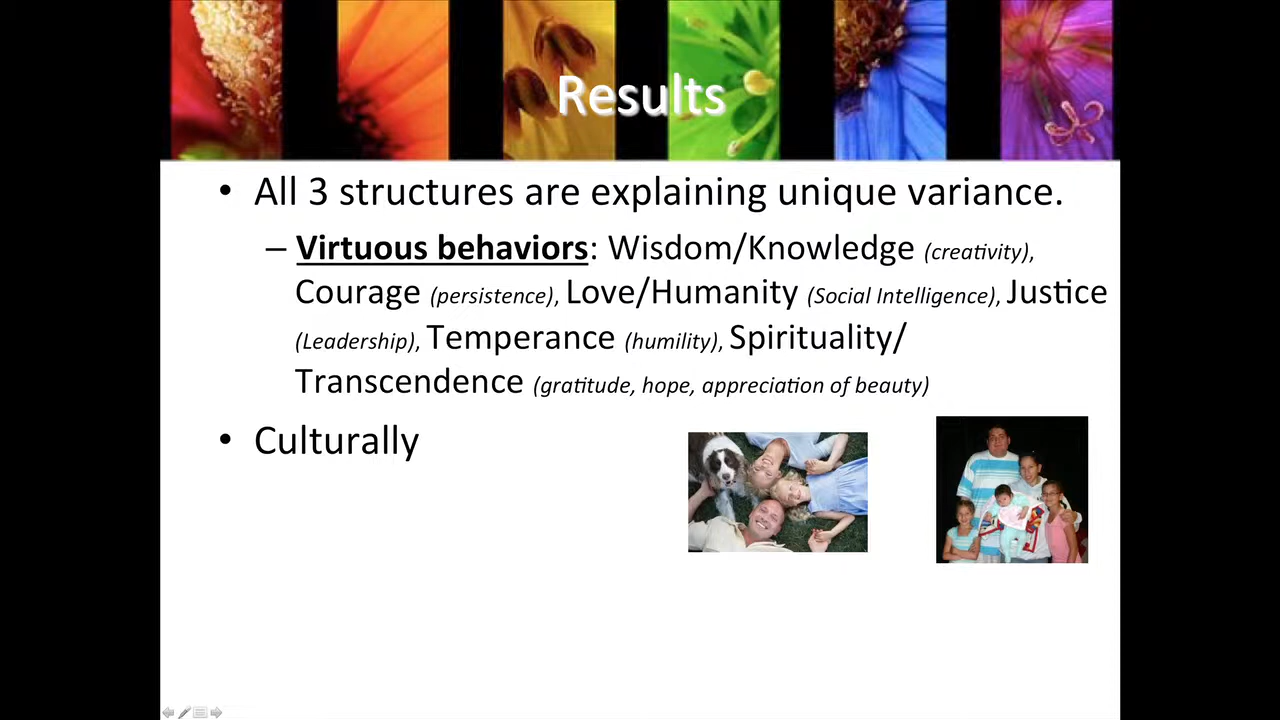 Results
• All 3 structures are explaining unique variance.
– Virtuous behaviors: Wisdom/Knowledge (creativity),
Courage (persistence), Love/Humanity (Social Intelligence), Justice
(Leadership), Temperance (humility), Spirituality/
Transcendence (gratitude, hope, appreciation of beauty)
• Culturally